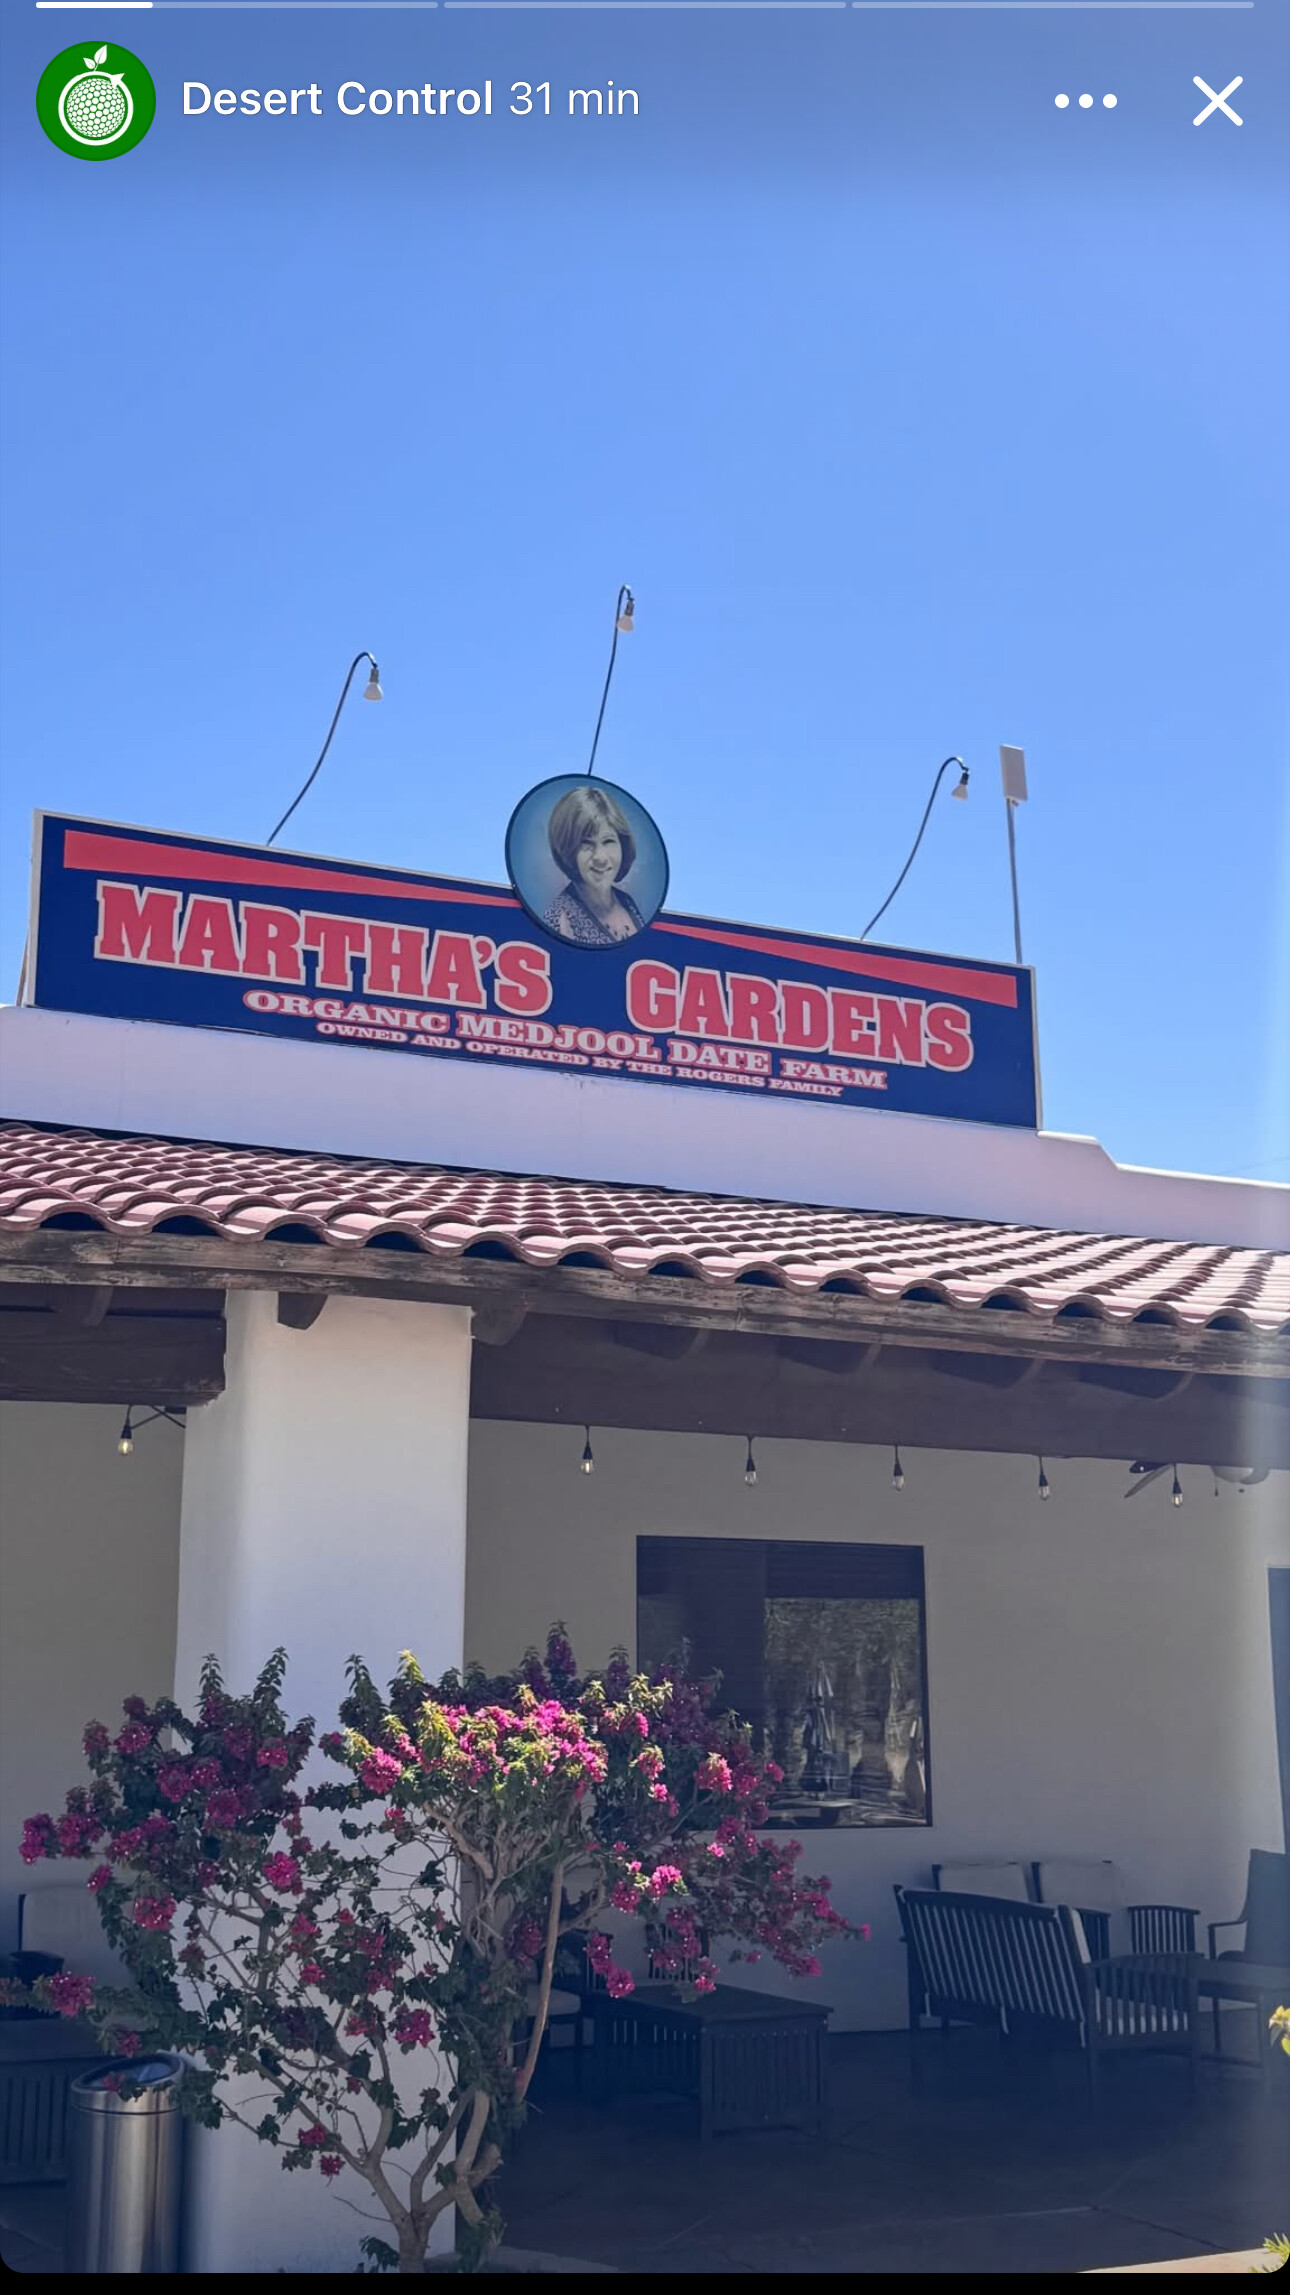 Desert Control 31 min
MARTHA'S GARDENS
ORGANIC MEDJOOL DATE FARM
OWNED AND OPERATED BY THE ROGERS FAMILY